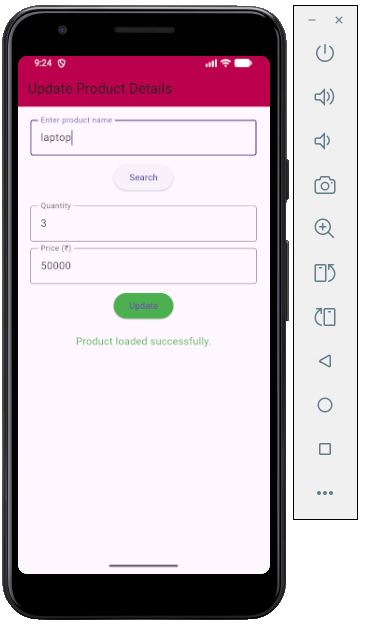 9:24
Update Product Details
Enter product name
laptop
Search
Quantity
3
Price (₹)
50000
Update
Product loaded successfully.